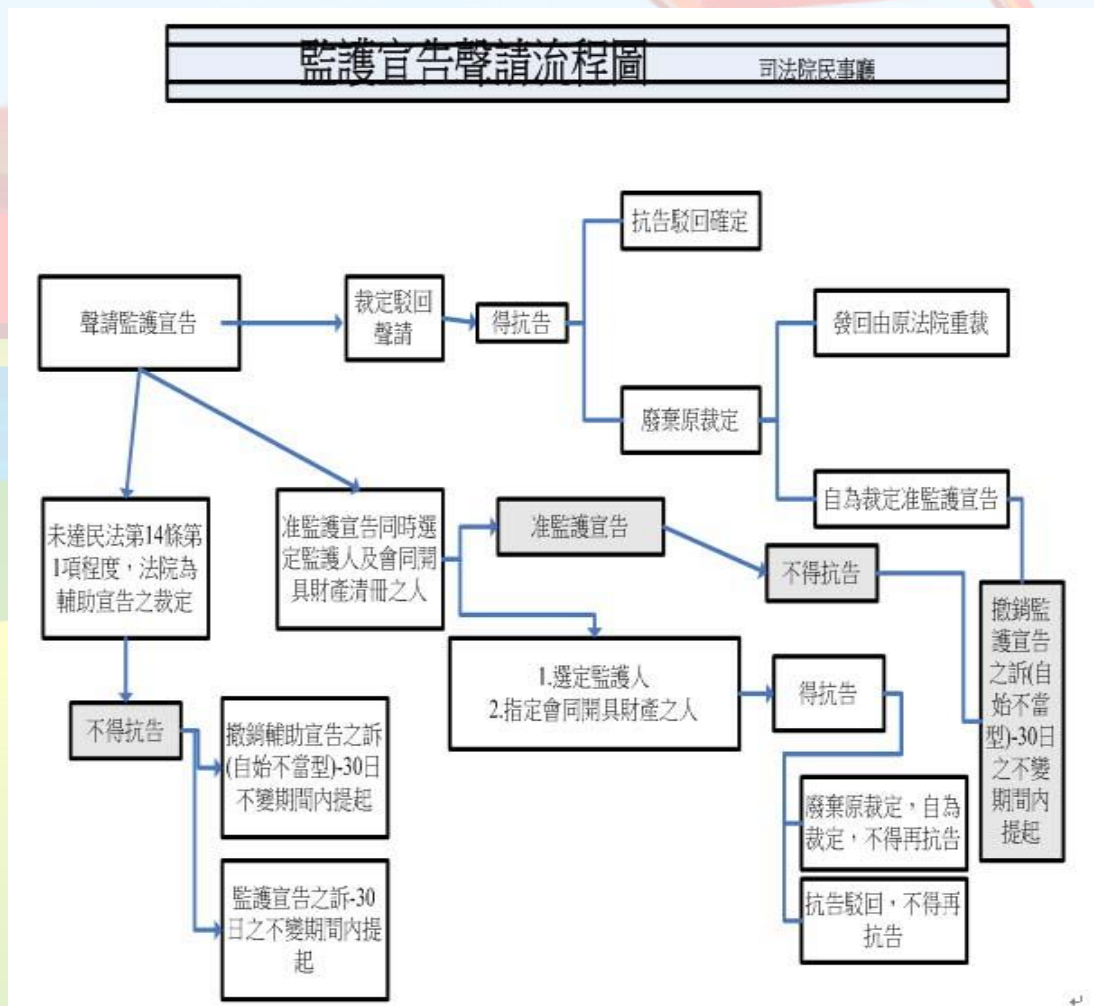 監護宣告聲請流程圖
司法院民事廳
抗告駁回確定
聲請監護宣告
裁定駁回
聲請
得抗告
發回由原法院重裁
廢棄原裁定
自為裁定准監護宣告
未達民法第14條第
1項程度，法院為
輔助宣告之裁定
准監護宣告同時選
定監護人及會同開
具財產清冊之人
准監護宣告
不得抗告
撤銷監
護宣告
之訴(自
始不當
型)-30日
之不變
期間內
提起
1.選定監護人
2.指定會同開具財產之人
得抗告
不得抗告
撤銷輔助宣告之訴
(自始不當型)-30日
不變期間內提起
廢棄原裁定，自為
裁定，不得再抗告
監護宣告之訴-30
日之不變期間內提
起
抗告駁回，不得再
抗告